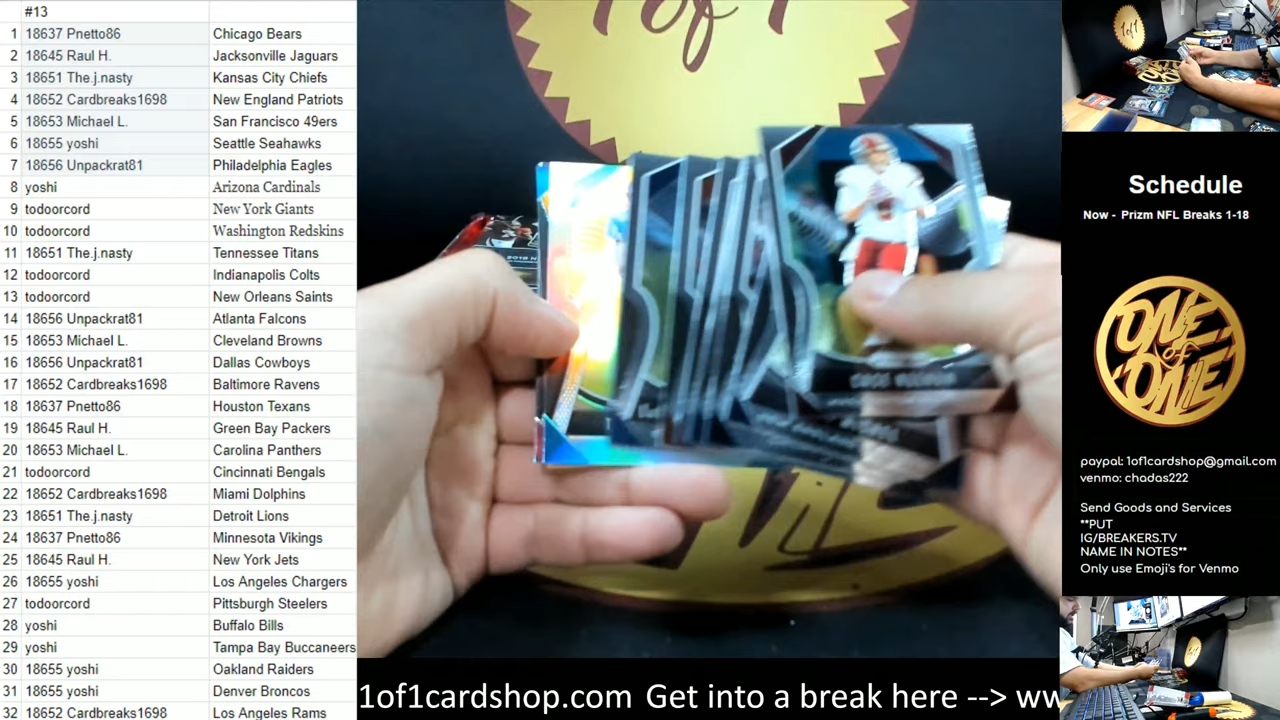 #13
1 18637 Pnetto86 Chicago Bears
2 18645 Raul H. Jacksonville Jaguars
3 18651 The.j.nasty Kansas City Chiefs
4 18652 Cardbreaks1698 New England Patriots
5 18653 Michael L. San Francisco 49ers
6 18655 yoshi Seattle Seahawks
7 18656 Unpackrat81 Philadelphia Eagles
8 yoshi Arizona Cardinals
9 todoorcord New York Giants
10 todoorcord Washington Redskins
11 18651 The.j.nasty Tennessee Titans
12 todoorcord Indianapolis Colts
13 todoorcord New Orleans Saints
14 18656 Unpackrat81 Atlanta Falcons
15 18653 Michael L. Cleveland Browns
16 18656 Unpackrat81 Dallas Cowboys
17 18652 Cardbreaks1698 Baltimore Ravens
18 18637 Pnetto86 Houston Texans
19 18645 Raul H. Green Bay Packers
20 18653 Michael L. Carolina Panthers
21 todoorcord Cincinnati Bengals
22 18652 Cardbreaks1698 Miami Dolphins
23 18651 The.j.nasty Detroit Lions
24 18637 Pnetto86 Minnesota Vikings
25 18645 Raul H. New York Jets
26 18655 yoshi Los Angeles Chargers
27 todoorcord Pittsburgh Steelers
28 yoshi Buffalo Bills
29 yoshi Tampa Bay Buccaneers
30 18655 yoshi Oakland Raiders
31 18655 yoshi Denver Broncos
32 18652 Cardbreaks1698 Los Angeles Rams
1 of 1
1of1cardshop.com Get into a break here --> ww
1of1
Schedule
Now - Prizm NFL Breaks 1-18
ONE
of
ONE
paypal: 1of1cardshop@gmail.com
venmo: chadas222
Send Goods and Services
**PUT
IG/BREAKERS.TV
NAME IN NOTES**
Only use Emoji's for Venmo